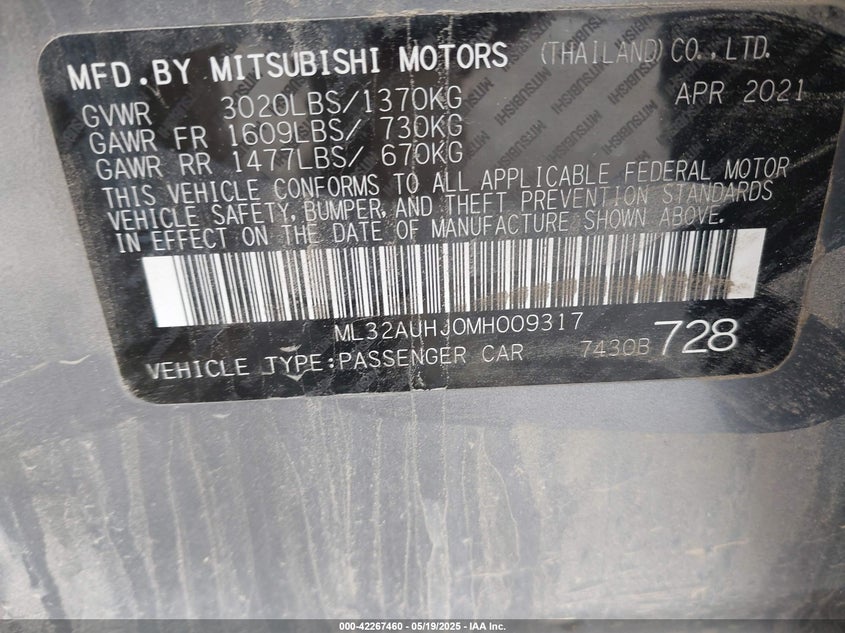 MFD.BY MITSUBISHI MOTORS (THAILAND) CO.,LTD.
GVWR 3020LBS/1370KG APR 2021
GAWR FR 1609LBS/ 730KG
GAWR RR 1477LBS/ 670KG
THIS VEHICLE CONFORMS TO ALL APPLICABLE FEDERAL MOTOR
VEHICLE SAFETY, BUMPER, AND THEFT PREVENTION STANDARDS
IN EFFECT ON THE DATE OF MANUFACTURE SHOWN ABOVE.
ML32AUHJ0MH009317
VEHICLE TYPE:PASSENGER CAR 7430B 728
000-42267460 - 05/19/2025 - IAA Inc.